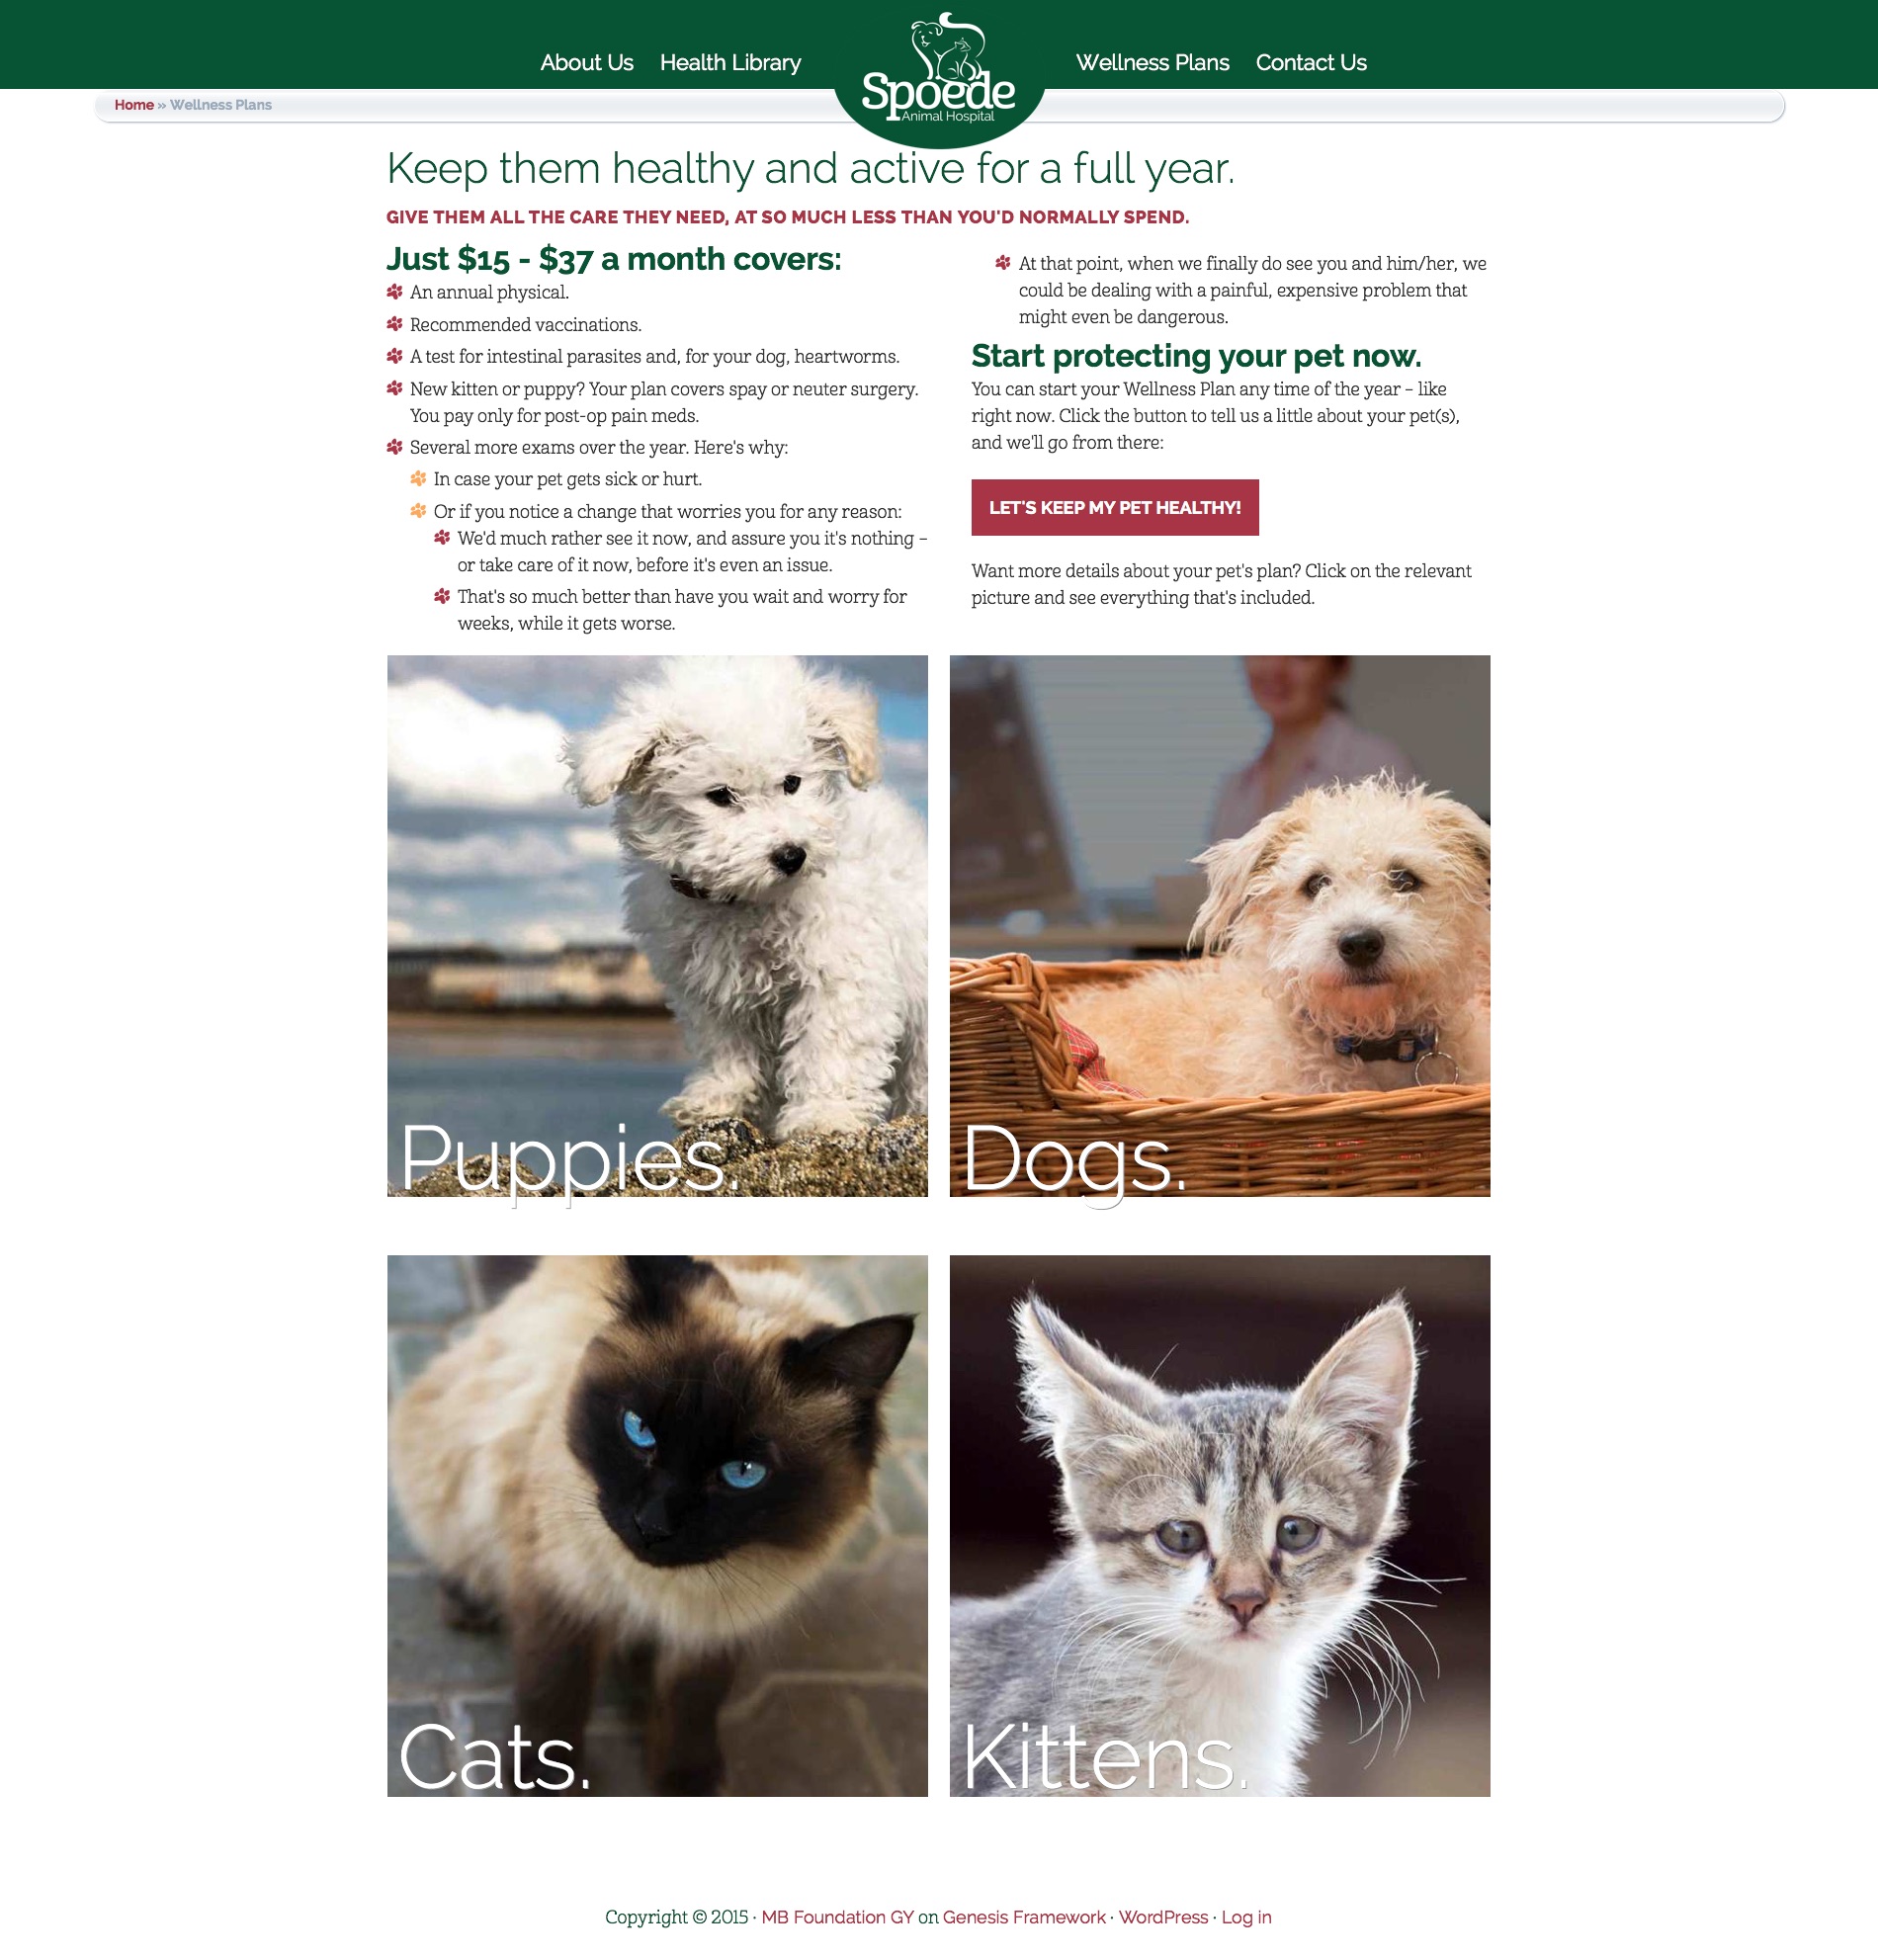 About Us
Health Library
Spoede
Animal Hospital
Wellness Plans
Contact Us
Home » Wellness Plans
Keep them healthy and active for a full year.
GIVE THEM ALL THE CARE THEY NEED, AT SO MUCH LESS THAN YOU'D NORMALLY SPEND.
Just $15 - $37 a month covers:
An annual physical.
Recommended vaccinations.
A test for intestinal parasites and, for your dog, heartworms.
New kitten or puppy? Your plan covers spay or neuter surgery.
You pay only for post-op pain meds.
Several more exams over the year. Here's why:
In case your pet gets sick or hurt.
Or if you notice a change that worries you for any reason:
We'd much rather see it now, and assure you it's nothing –
or take care of it now, before it's even an issue.
That's so much better than have you wait and worry for
weeks, while it gets worse.
At that point, when we finally do see you and him/her, we
could be dealing with a painful, expensive problem that
might even be dangerous.
Start protecting your pet now.
You can start your Wellness Plan any time of the year – like
right now. Click the button to tell us a little about your pet(s),
and we'll go from there:
LET'S KEEP MY PET HEALTHY!
Want more details about your pet's plan? Click on the relevant
picture and see everything that's included.
Puppies.
Dogs.
Cats.
Kittens.
Copyright © 2015 · MB Foundation GY on Genesis Framework · WordPress · Log in